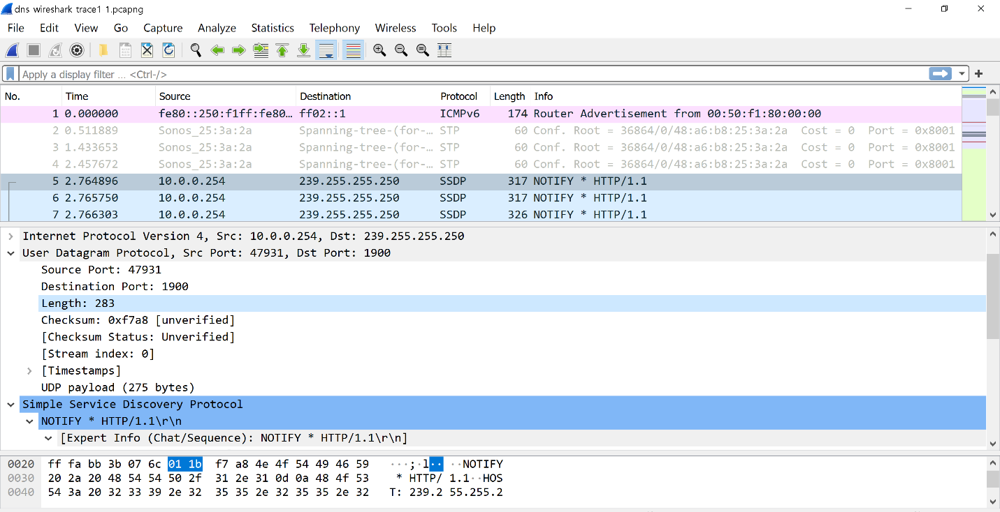 dns wireshark trace1 1.pcapng
File Edit View Go Capture Analyze Statistics Telephony Wireless Tools Help
Apply a display filter ... <Ctrl-/>
No. Time Source Destination Protocol Length Info
1 0.000000 fe80::250:f1ff:fe80… ff02::1 ICMPv6 174 Router Advertisement from 00:50:f1:80:00:00
2 0.511889 Sonos_25:3a:2a Spanning-tree-(for-… STP 60 Conf. Root = 36864/0/48:a6:b8:25:3a:2a Cost = 0 Port = 0x8001
3 1.433653 Sonos_25:3a:2a Spanning-tree-(for-… STP 60 Conf. Root = 36864/0/48:a6:b8:25:3a:2a Cost = 0 Port = 0x8001
4 2.457672 Sonos_25:3a:2a Spanning-tree-(for-… STP 60 Conf. Root = 36864/0/48:a6:b8:25:3a:2a Cost = 0 Port = 0x8001
5 2.764896 10.0.0.254 239.255.255.250 SSDP 317 NOTIFY * HTTP/1.1
6 2.765750 10.0.0.254 239.255.255.250 SSDP 317 NOTIFY * HTTP/1.1
7 2.766303 10.0.0.254 239.255.255.250 SSDP 326 NOTIFY * HTTP/1.1
Internet Protocol Version 4, Src: 10.0.0.254, Dst: 239.255.255.250
User Datagram Protocol, Src Port: 47931, Dst Port: 1900
Source Port: 47931
Destination Port: 1900
Length: 283
Checksum: 0xf7a8 [unverified]
[Checksum Status: Unverified]
[Stream index: 0]
[Timestamps]
UDP payload (275 bytes)
Simple Service Discovery Protocol
NOTIFY * HTTP/1.1\r\n
[Expert Info (Chat/Sequence): NOTIFY * HTTP/1.1\r\n]
0020 ff fa bb 3b 07 6c 01 1b f7 a8 4e 4f 54 49 46 59 ···;·l·· ··NOTIFY
0030 20 2a 20 48 54 54 50 2f 31 2e 31 0d 0a 48 4f 53 * HTTP/ 1.1··HOS
0040 54 3a 20 32 33 39 2e 32 35 35 2e 32 35 35 2e 32 T: 239.2 55.255.2